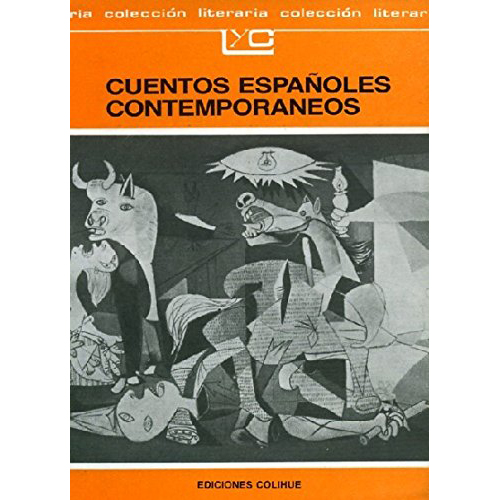 ria colección literaria colección literar
LyC
CUENTOS ESPAÑOLES
CONTEMPORANEOS
EDICIONES COLIHUE